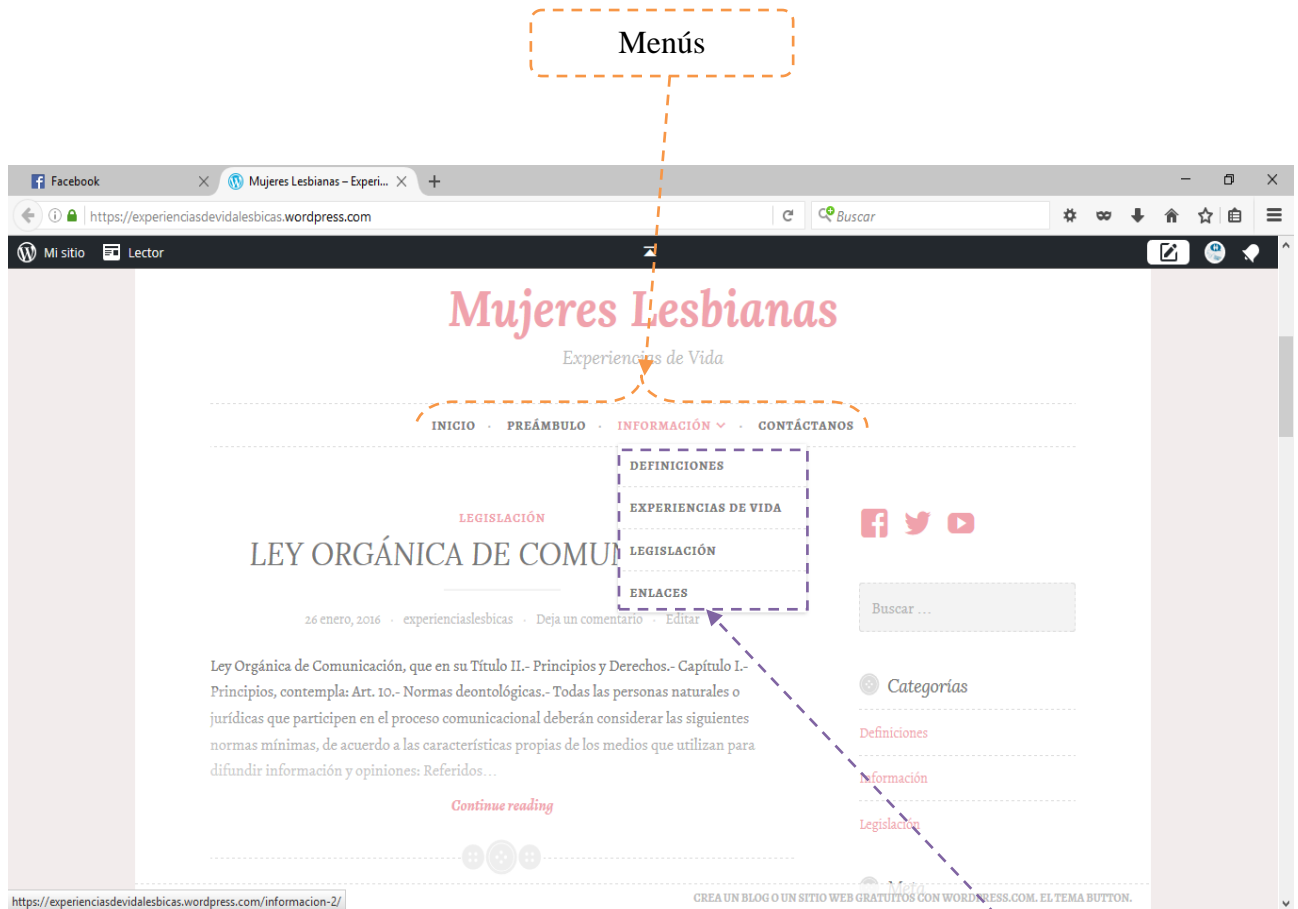 Menús
Facebook
Mujeres Lesbianas – Experi...
https://experienciasdevidalesbicas.wordpress.com
Buscar
Mi sitio
Lector
Mujeres Lesbianas
Experiencias de Vida
INICIO · PREÁMBULO · INFORMACIÓN · CONTÁCTANOS
DEFINICIONES
EXPERIENCIAS DE VIDA
LEGISLACIÓN
ENLACES
LEGISLACIÓN
LEY ORGÁNICA DE COMUN
26 enero, 2016 · experienciaslesbicas · Deja un comentario · Editar
Ley Orgánica de Comunicación, que en su Título II.- Principios y Derechos.- Capítulo I.-
Principios, contempla: Art. 10.- Normas deontológicas.- Todas las personas naturales o
jurídicas que participen en el proceso comunicacional deberán considerar las siguientes
normas mínimas, de acuerdo a las características propias de los medios que utilizan para
difundir información y opiniones: Referidos...
Continue reading
Buscar ...
Categorías
Definiciones
Información
Legislación
Meta
CREA UN BLOG O UN SITIO WEB GRATUITOS CON WORDPRESS.COM. EL TEMA BUTTON.
https://experienciasdevidalesbicas.wordpress.com/informacion-2/